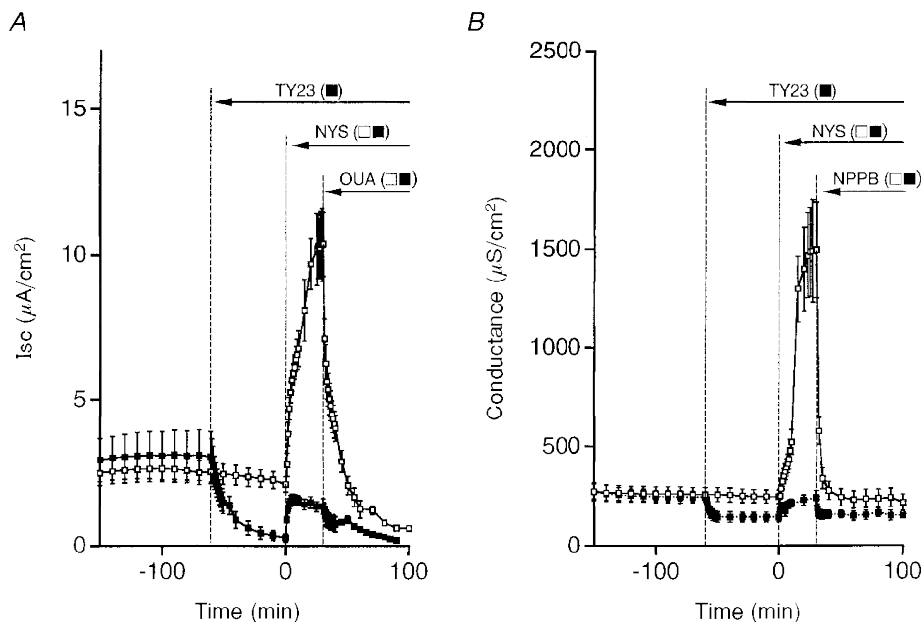 A
15
10
5
0
Isc (μA/cm²)
TY23 (■)
NYS (□■)
OUA (□■)
-100
0
100
Time (min)
B
2500
2000
1500
1000
500
0
Conductance (μS/cm²)
TY23 (■)
NYS (□■)
NPPB (□■)
-100
0
100
Time (min)